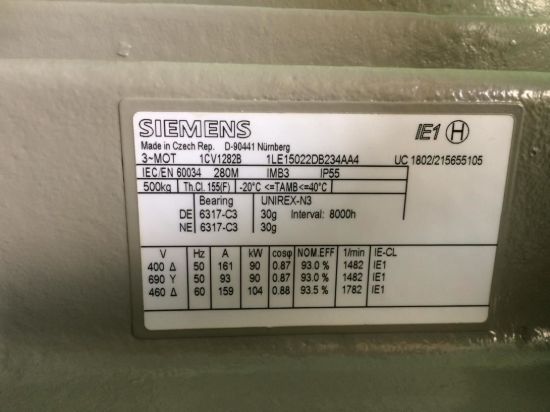 SIEMENS IE1 H
Made in Czech Rep. D-90441 Nürnberg
3~MOT 1CV1282B 1LE15022DB234AA4 UC 1802/215655105
IEC/EN 60034 280M IMB3 IP55
500kg Th.Cl. 155(F) -20°C <=TAMB<=40°C
Bearing UNIREX-N3
DE 6317-C3 30g Interval: 8000h
NE 6317-C3 30g
V Hz A kW cosφ NOM.EFF 1/min IE-CL
400 Δ 50 161 90 0.87 93.0 % 1482 IE1
690 Y 50 93 90 0.87 93.0 % 1482 IE1
460 Δ 60 159 104 0.88 93.5 % 1782 IE1